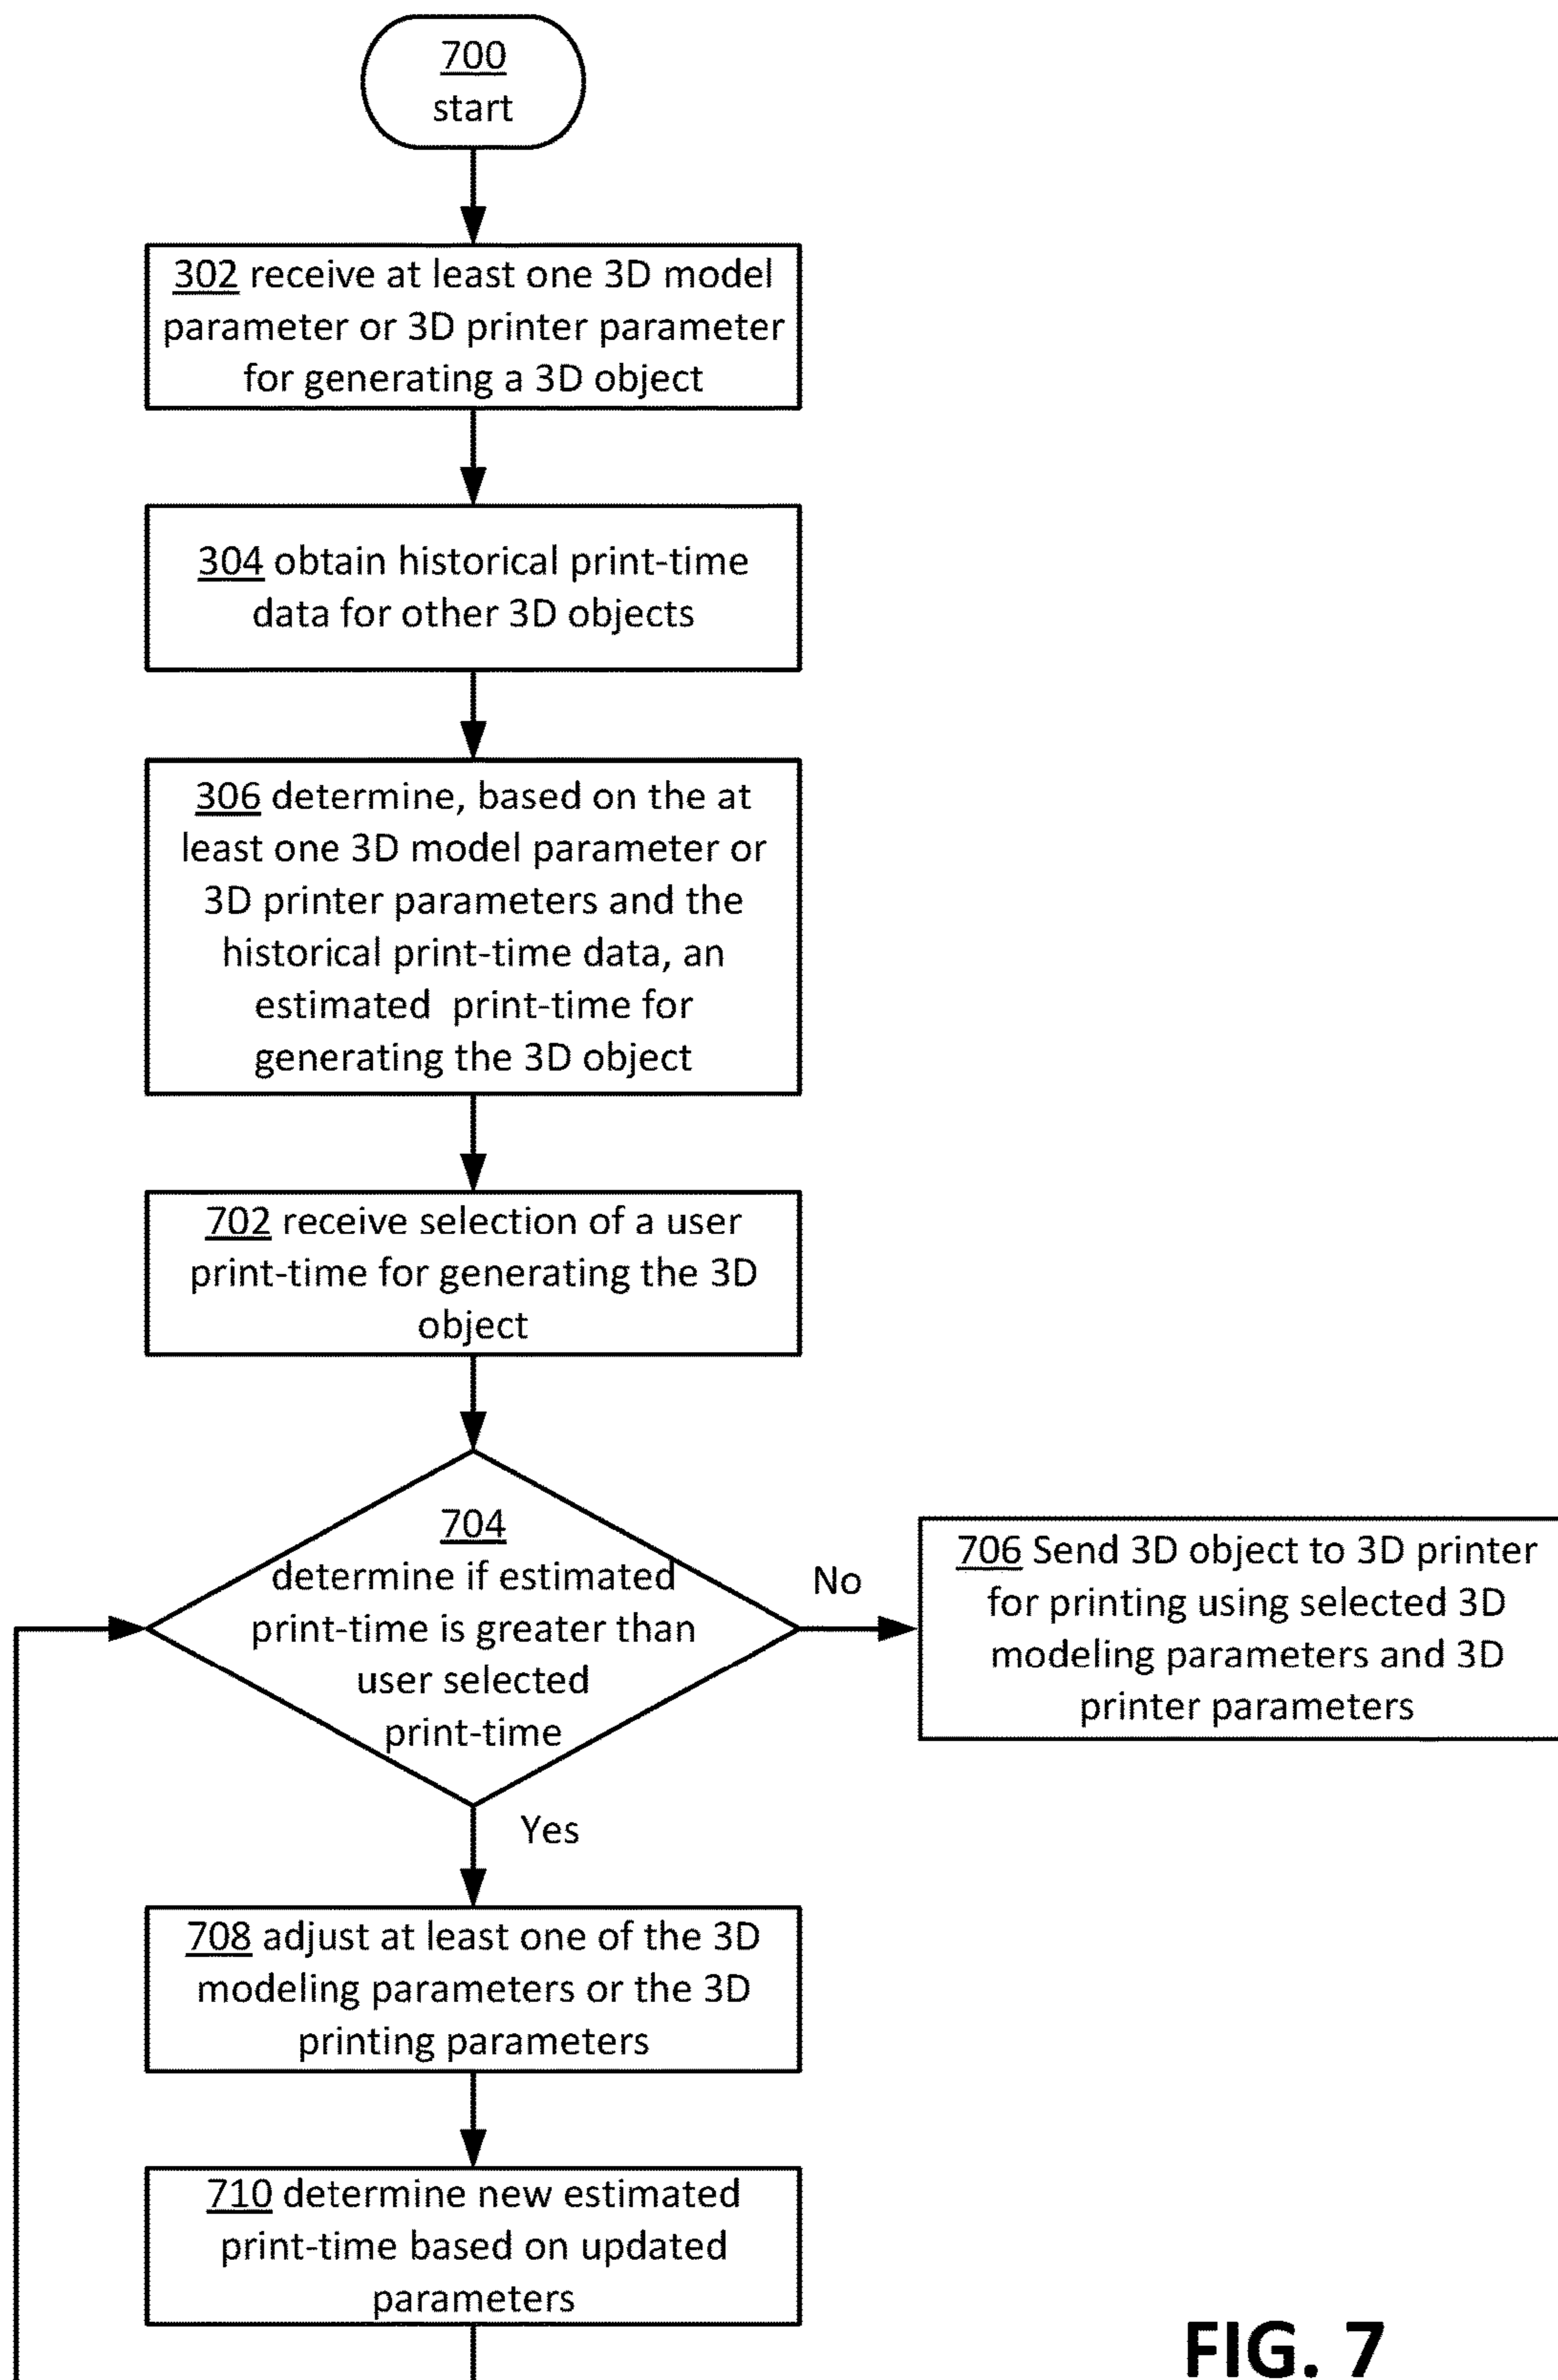 700
start
302 receive at least one 3D model
parameter or 3D printer parameter
for generating a 3D object
304 obtain historical print-time
data for other 3D objects
306 determine, based on the at
least one 3D model parameter or
3D printer parameters and the
historical print-time data, an
estimated print-time for
generating the 3D object
702 receive selection of a user
print-time for generating the 3D
object
704
determine if estimated
print-time is greater than
user selected
print-time
No
706 Send 3D object to 3D printer
for printing using selected 3D
modeling parameters and 3D
printer parameters
Yes
708 adjust at least one of the 3D
modeling parameters or the 3D
printing parameters
710 determine new estimated
print-time based on updated
parameters
FIG. 7